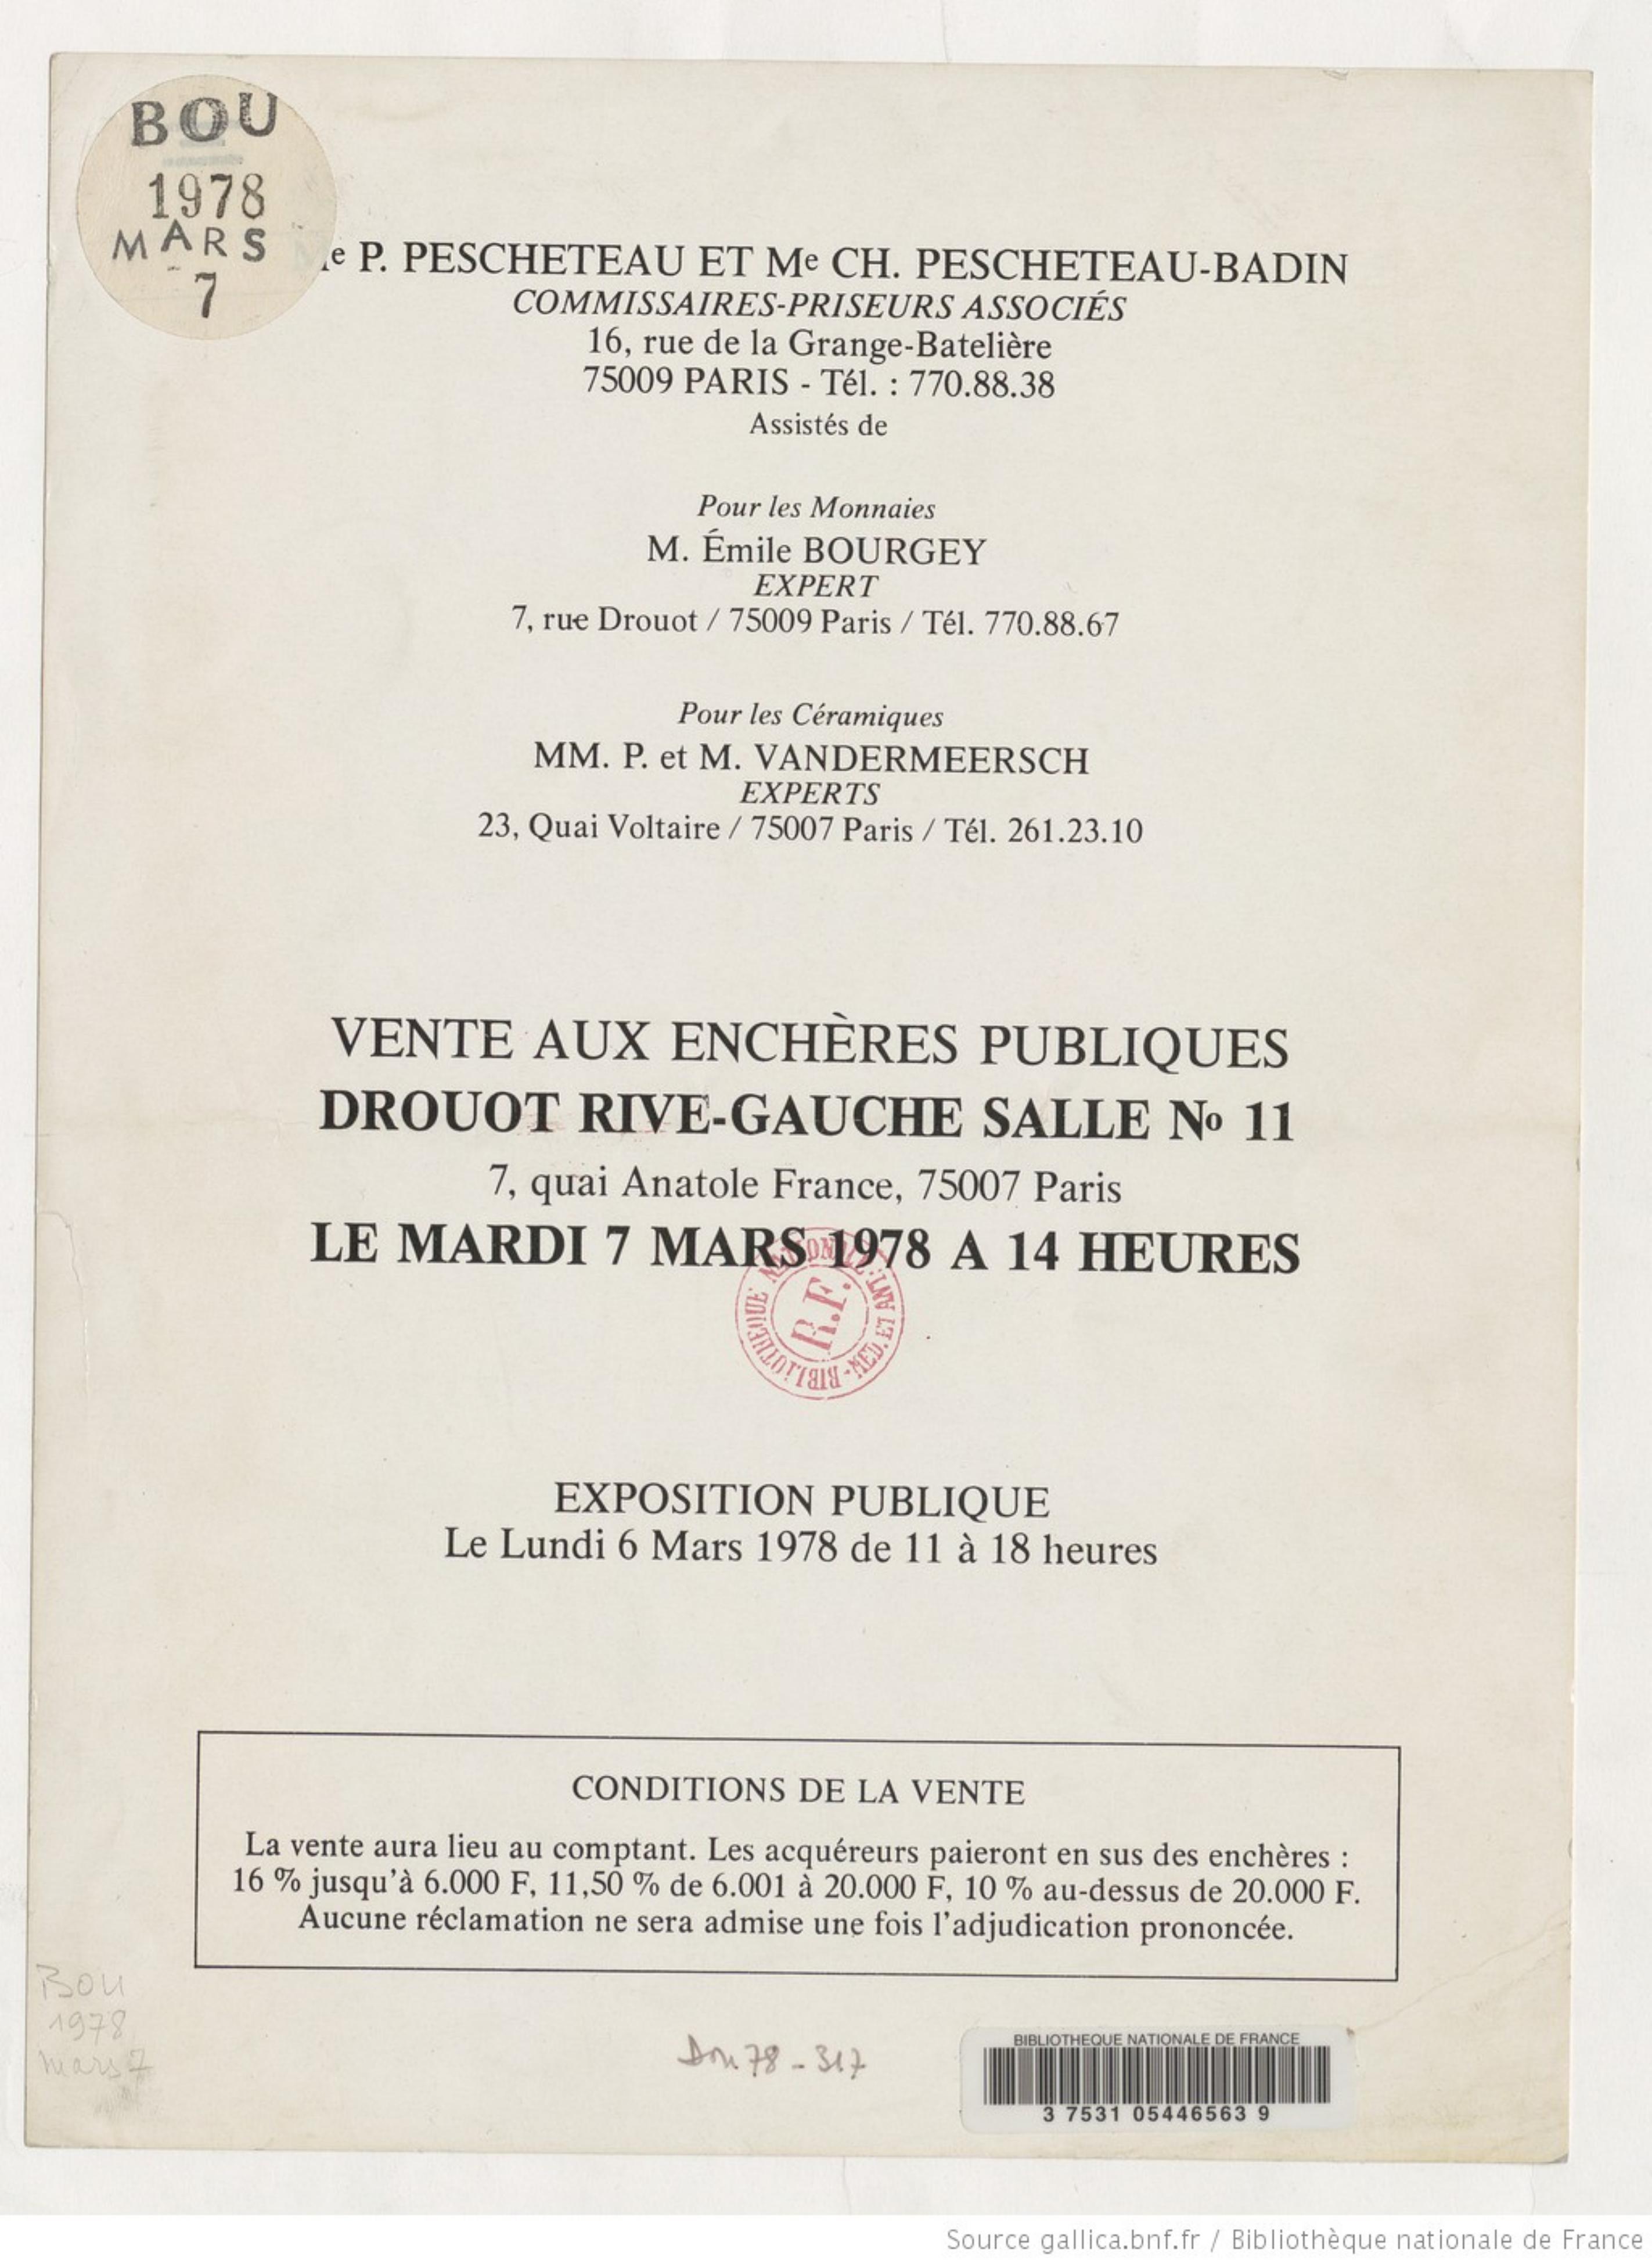 BOU
1978
MARS
7
Me P. PESCHETEAU ET Me CH. PESCHETEAU-BADIN
COMMISSAIRES-PRISEURS ASSOCIÉS
16, rue de la Grange-Batelière
75009 PARIS - Tél. : 770.88.38
Assistés de
Pour les Monnaies
M. Émile BOURGEY
EXPERT
7, rue Drouot / 75009 Paris / Tél. 770.88.67
Pour les Céramiques
MM. P. et M. VANDERMEERSCH
EXPERTS
23, Quai Voltaire / 75007 Paris / Tél. 261.23.10
VENTE AUX ENCHÈRES PUBLIQUES
DROUOT RIVE-GAUCHE SALLE No 11
7, quai Anatole France, 75007 Paris
LE MARDI 7 MARS 1978 A 14 HEURES
BIBLIOTHEQUE NATIONALE · MED. ET ANT.
R.F.
EXPOSITION PUBLIQUE
Le Lundi 6 Mars 1978 de 11 à 18 heures
CONDITIONS DE LA VENTE
La vente aura lieu au comptant. Les acquéreurs paieront en sus des enchères :
16 % jusqu'à 6.000 F, 11,50 % de 6.001 à 20.000 F, 10 % au-dessus de 20.000 F.
Aucune réclamation ne sera admise une fois l'adjudication prononcée.
Bou
1978
mars 7
Don 78 - 317
BIBLIOTHEQUE NATIONALE DE FRANCE
3 7531 05446563 9
Source gallica.bnf.fr / Bibliothèque nationale de France